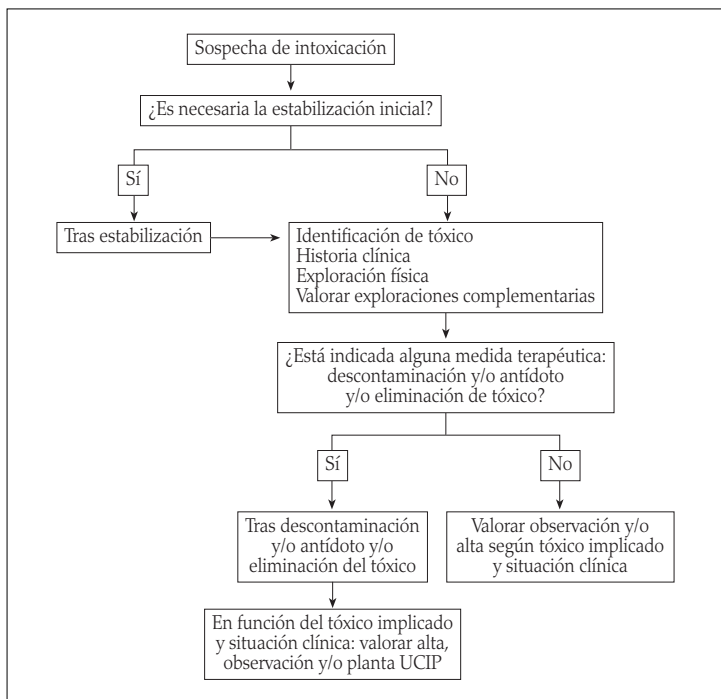 Sospecha de intoxicación
¿Es necesaria la estabilización inicial?
Sí
No
Tras estabilización
Identificación de tóxico
Historia clínica
Exploración física
Valorar exploraciones complementarias
¿Está indicada alguna medida terapéutica:
descontaminación y/o antídoto
y/o eliminación de tóxico?
Sí
No
Tras descontaminación
y/o antídoto y/o
eliminación del tóxico
Valorar observación y/o
alta según tóxico implicado
y situación clínica
En función del tóxico implicado
y situación clínica: valorar alta,
observación y/o planta UCIP